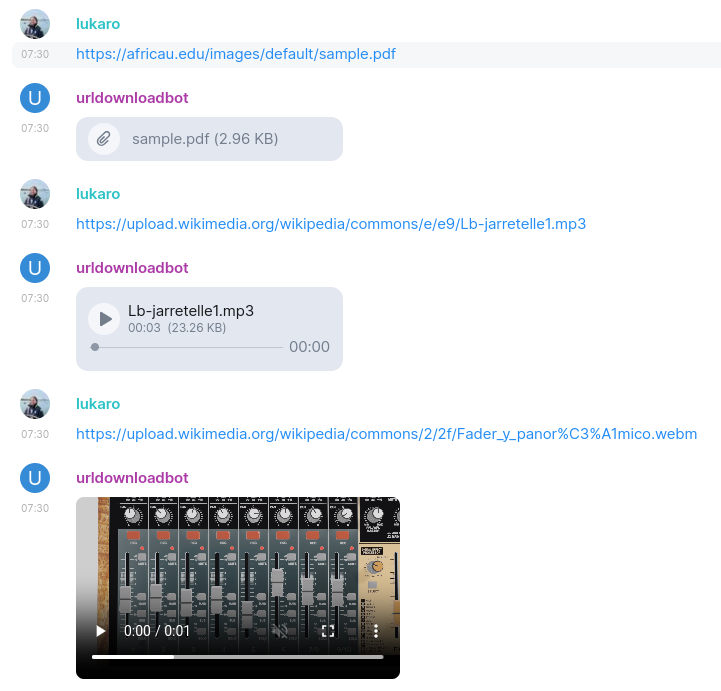 lukaro
07:30 https://africau.edu/images/default/sample.pdf
U urldownloadbot
07:30
sample.pdf (2.96 KB)
lukaro
07:30 https://upload.wikimedia.org/wikipedia/commons/e/e9/Lb-jarretelle1.mp3
U urldownloadbot
07:30
Lb-jarretelle1.mp3
00:03 (23.26 KB)
00:00
lukaro
07:30 https://upload.wikimedia.org/wikipedia/commons/2/2f/Fader_y_panor%C3%A1mico.webm
U urldownloadbot
07:30
0:00 / 0:01